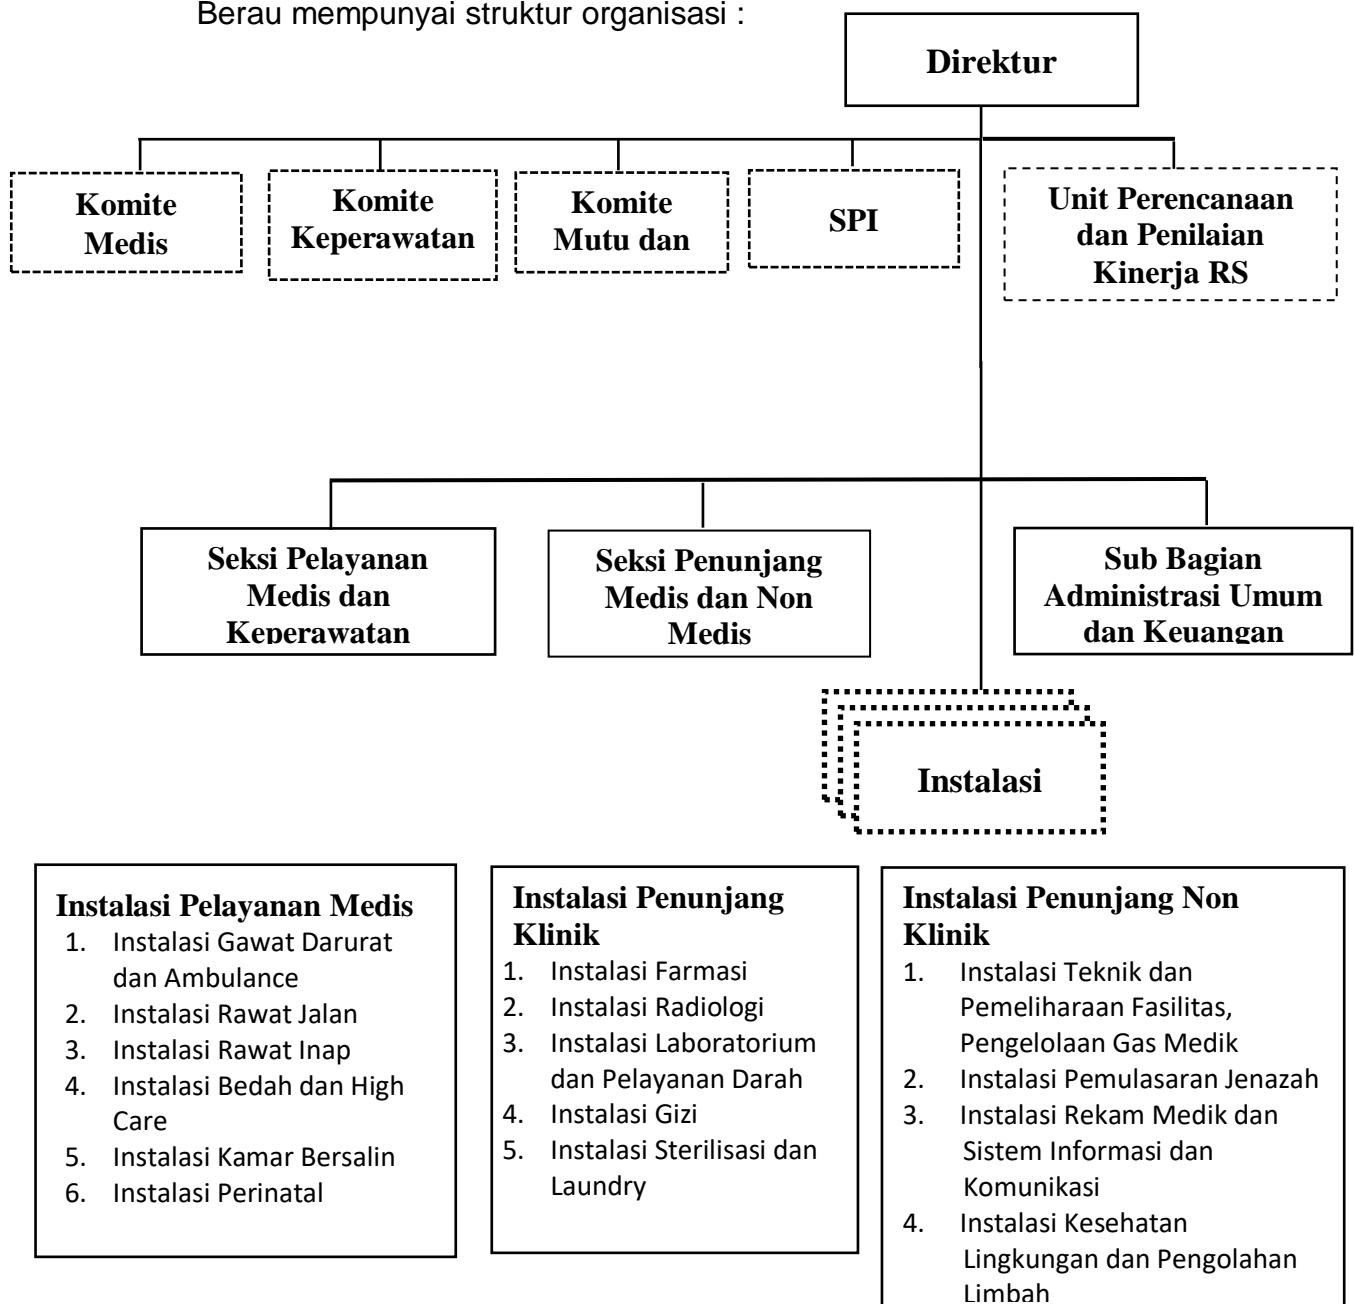 Berau mempunyai struktur organisasi :
Direktur
Komite
Medis
Komite
Keperawatan
Komite
Mutu dan
SPI
Unit Perencanaan
dan Penilaian
Kinerja RS
Seksi Pelayanan
Medis dan
Keperawatan
Seksi Penunjang
Medis dan Non
Medis
Sub Bagian
Administrasi Umum
dan Keuangan
Instalasi
Instalasi Pelayanan Medis
1. Instalasi Gawat Darurat
dan Ambulance
2. Instalasi Rawat Jalan
3. Instalasi Rawat Inap
4. Instalasi Bedah dan High
Care
5. Instalasi Kamar Bersalin
6. Instalasi Perinatal
Instalasi Penunjang
Klinik
1. Instalasi Farmasi
2. Instalasi Radiologi
3. Instalasi Laboratorium
dan Pelayanan Darah
4. Instalasi Gizi
5. Instalasi Sterilisasi dan
Laundry
Instalasi Penunjang Non
Klinik
1. Instalasi Teknik dan
Pemeliharaan Fasilitas,
Pengelolaan Gas Medik
2. Instalasi Pemulasaran Jenazah
3. Instalasi Rekam Medik dan
Sistem Informasi dan
Komunikasi
4. Instalasi Kesehatan
Lingkungan dan Pengolahan
Limbah